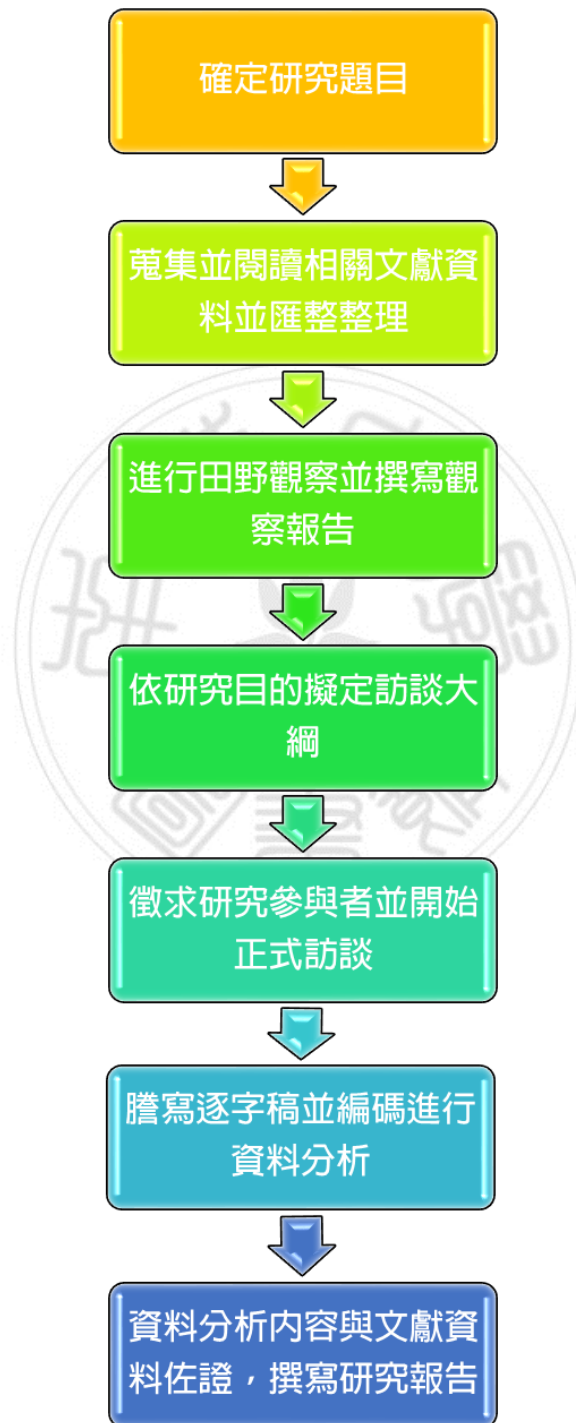 確定研究題目
蒐集並閱讀相關文獻資
料並匯整整理
進行田野觀察並撰寫觀
察報告
依研究目的擬定訪談大
綱
徵求研究參與者並開始
正式訪談
謄寫逐字稿並編碼進行
資料分析
資料分析內容與文獻資
料佐證，撰寫研究報告